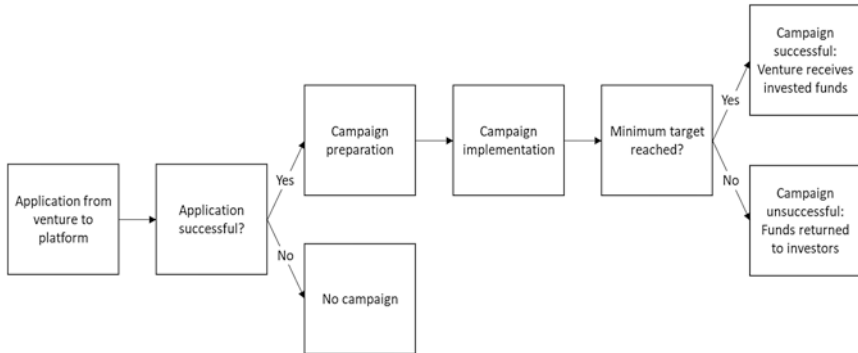 Application from
venture to
platform
Application
successful?
Yes
No
Campaign
preparation
No campaign
Campaign
implementation
Minimum target
reached?
Yes
No
Campaign
successful:
Venture receives
invested funds
Campaign
unsuccessful:
Funds returned
to investors